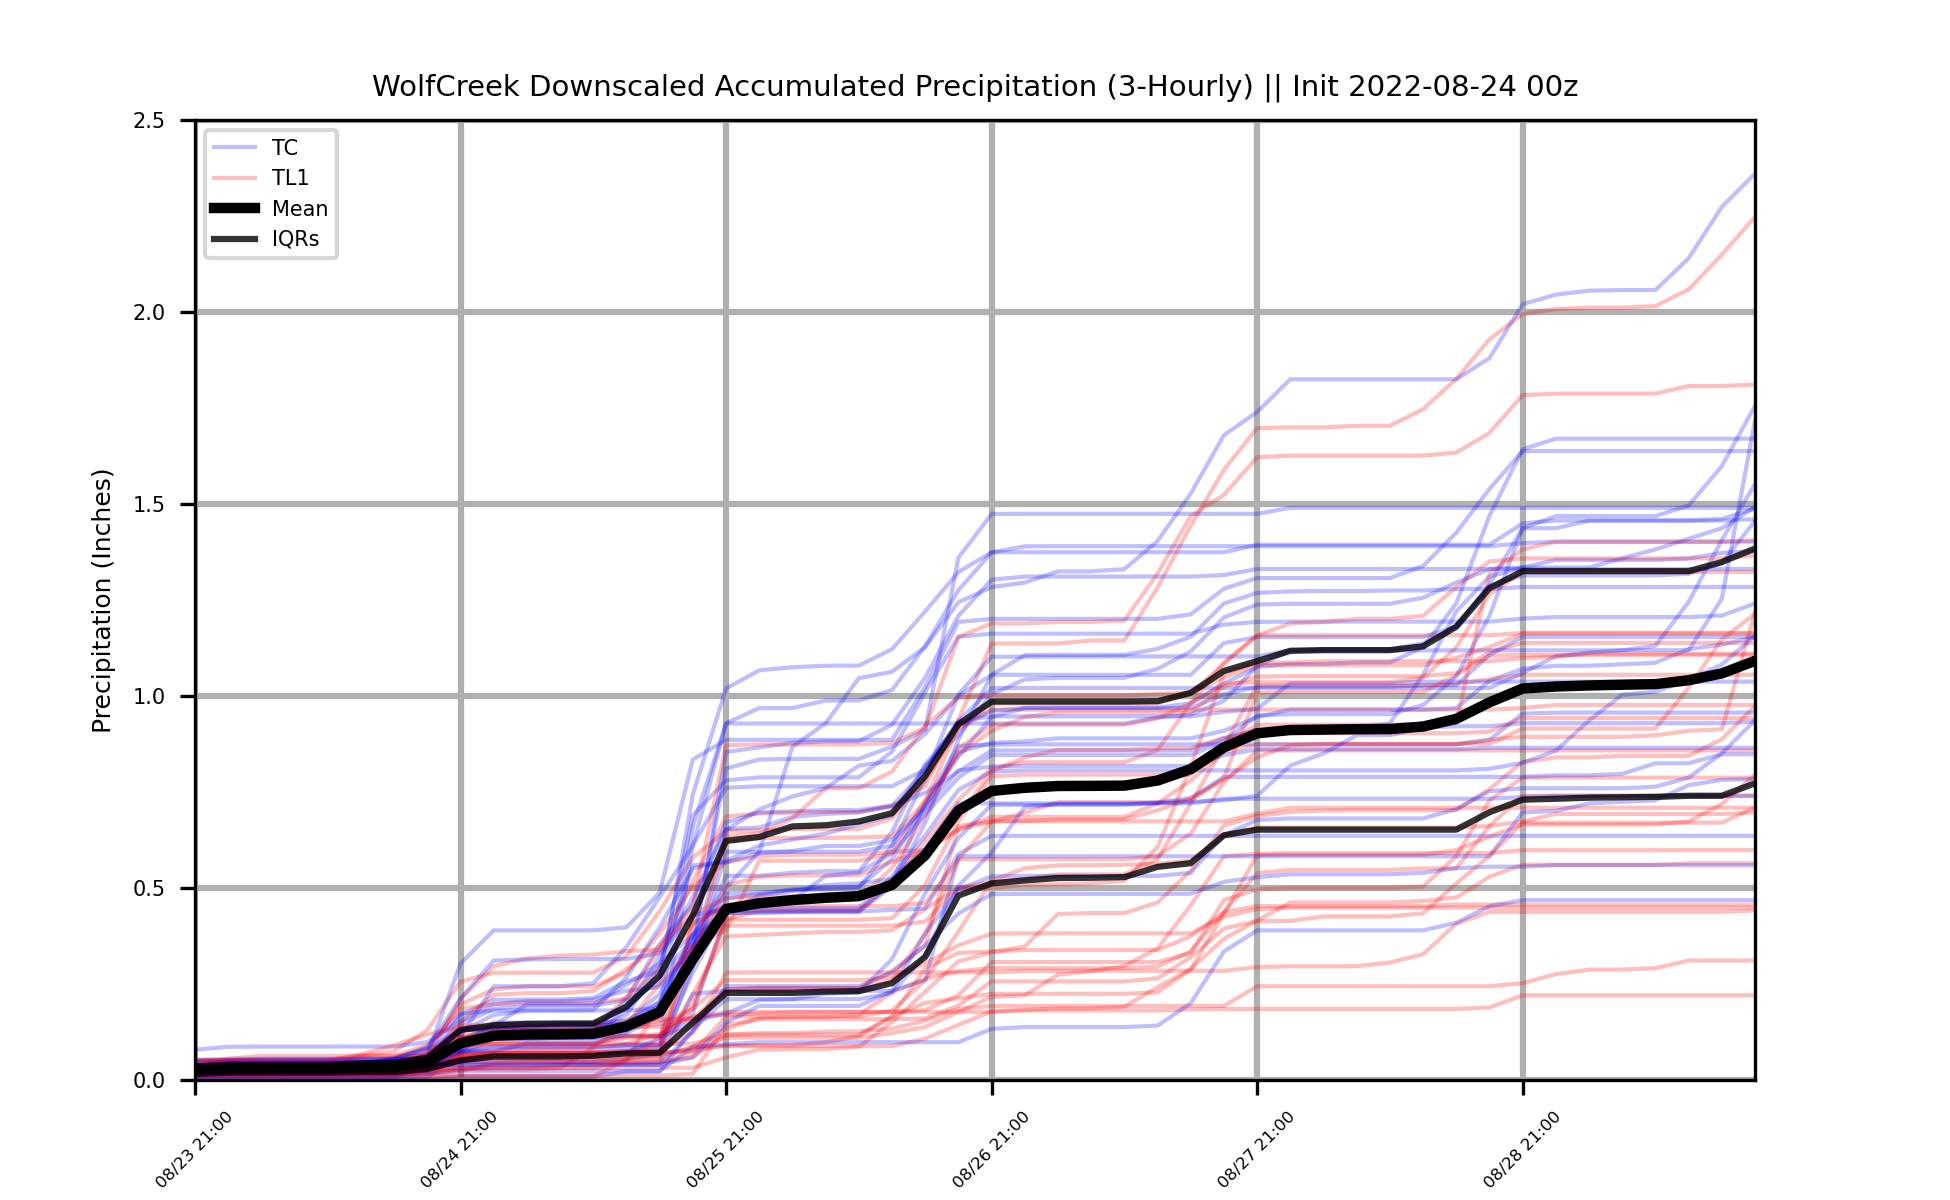 WolfCreek Downscaled Accumulated Precipitation (3-Hourly) || Init 2022-08-24 00z
TC
TL1
Mean
IQRs
Precipitation (Inches)
2.5
2.0
1.5
1.0
0.5
0.0
08/23 21:00
08/24 21:00
08/25 21:00
08/26 21:00
08/27 21:00
08/28 21:00